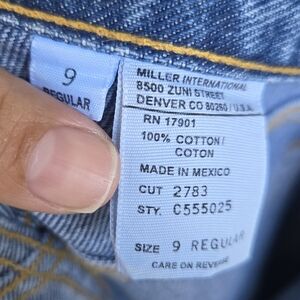 9
REGULAR
MILLER INTERNATIONAL
8500 ZUNI STREET
DENVER CO 80260 / U.S.A.
RN 17901
100% COTTON/
COTON
MADE IN MEXICO
CUT 2783
STY. C555025
SIZE 9 REGULAR
CARE ON REVERSE